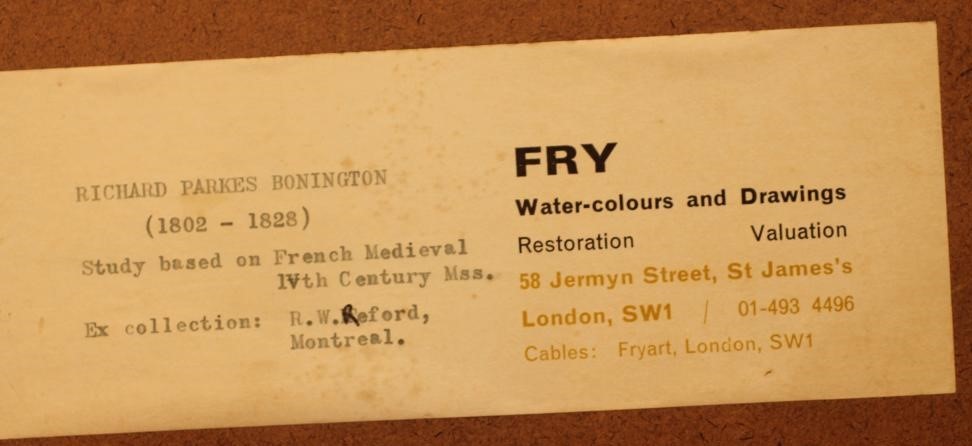 RICHARD PARKES BONINGTON
(1802 - 1828)
Study based on French Medieval
lVth Century Mss.
Ex collection: R.W.Reford,
Montreal.
FRY
Water-colours and Drawings
Restoration Valuation
58 Jermyn Street, St James's
London, SW1 / 01-493 4496
Cables: Fryart, London, SW1